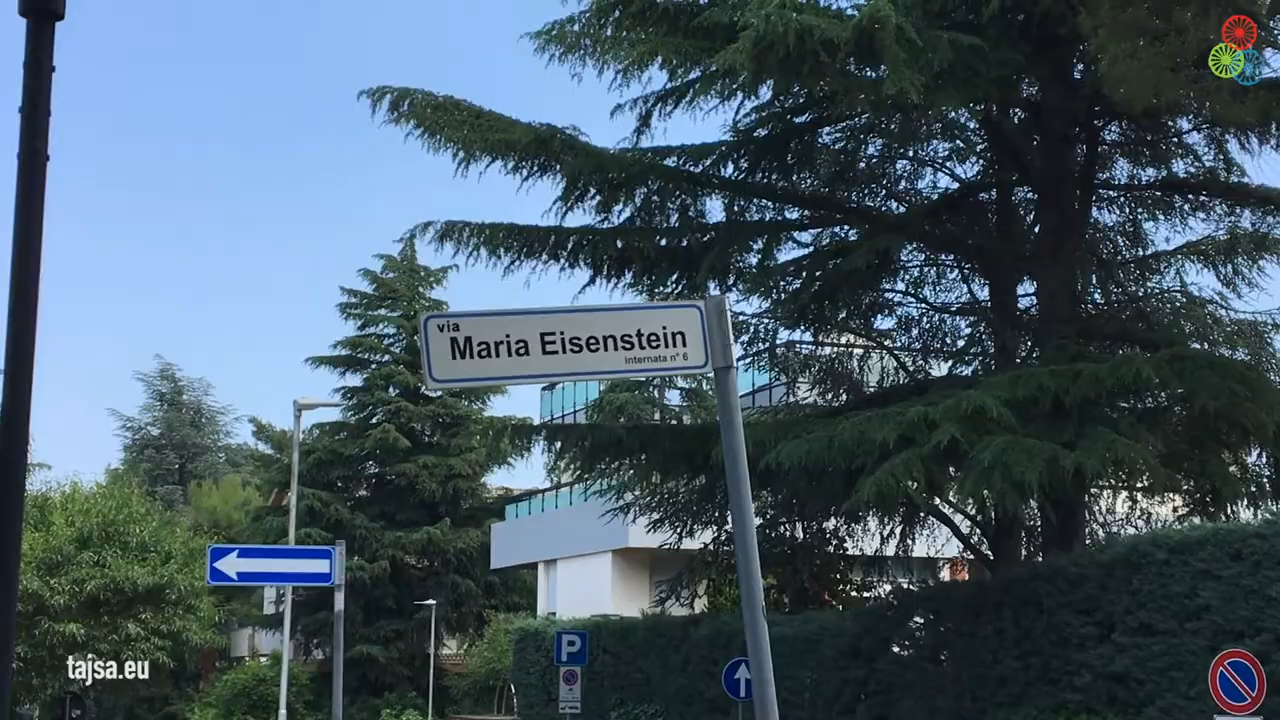 via
Maria Eisenstein
internata n° 6
P
tajsa.eu